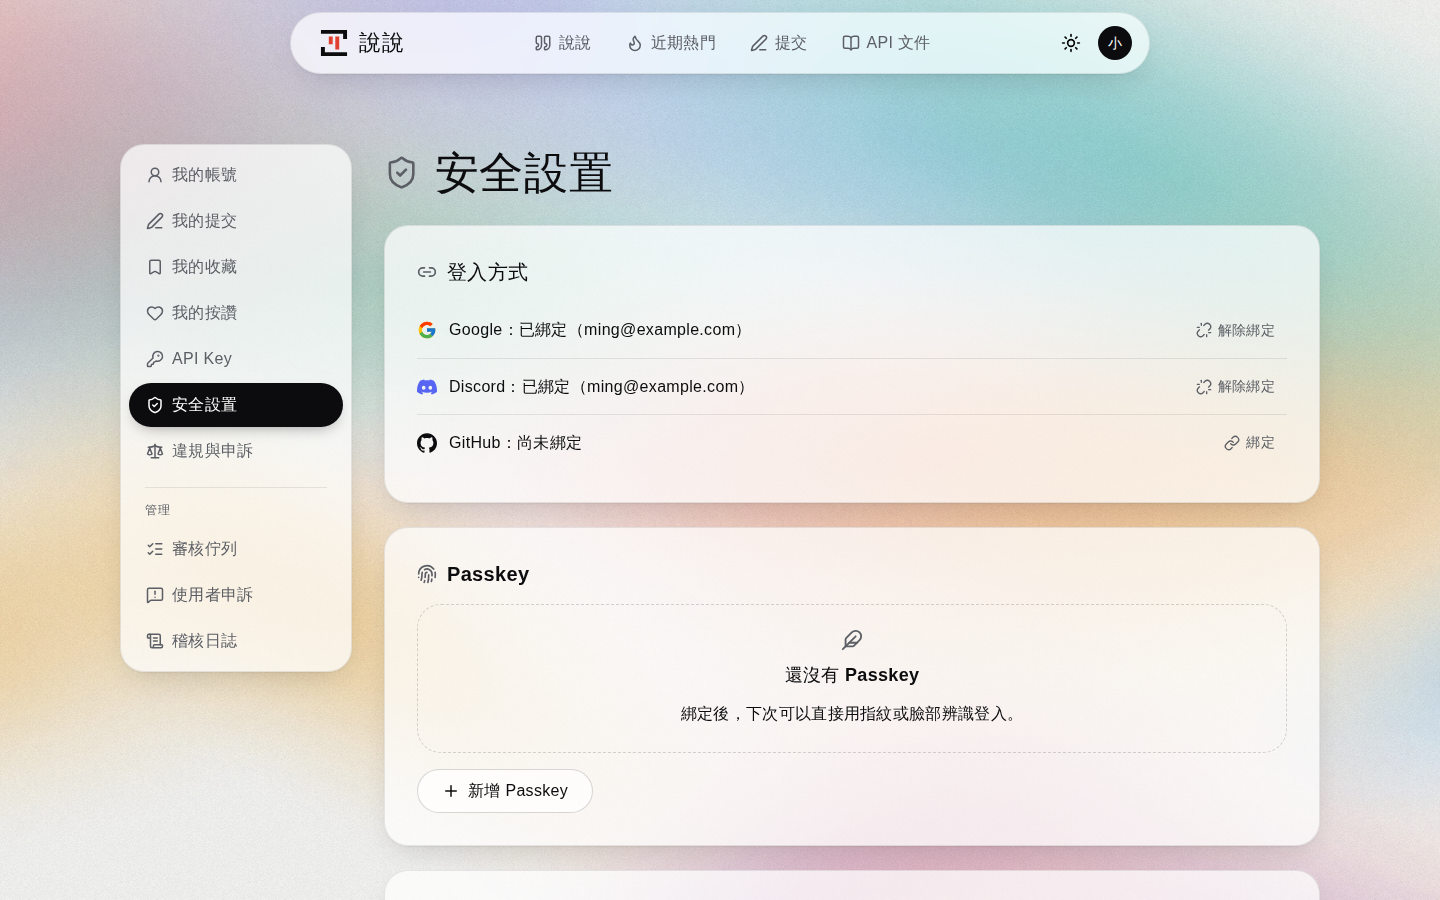 說說
說說
近期熱門
提交
API 文件
小
我的帳號
我的提交
我的收藏
我的按讚
API Key
安全設置
違規與申訴
管理
審核佇列
使用者申訴
稽核日誌
安全設置
登入方式
Google：已綁定（ming@example.com）
解除綁定
Discord：已綁定（ming@example.com）
解除綁定
GitHub：尚未綁定
綁定
Passkey
還沒有 Passkey
綁定後，下次可以直接用指紋或臉部辨識登入。
新增 Passkey